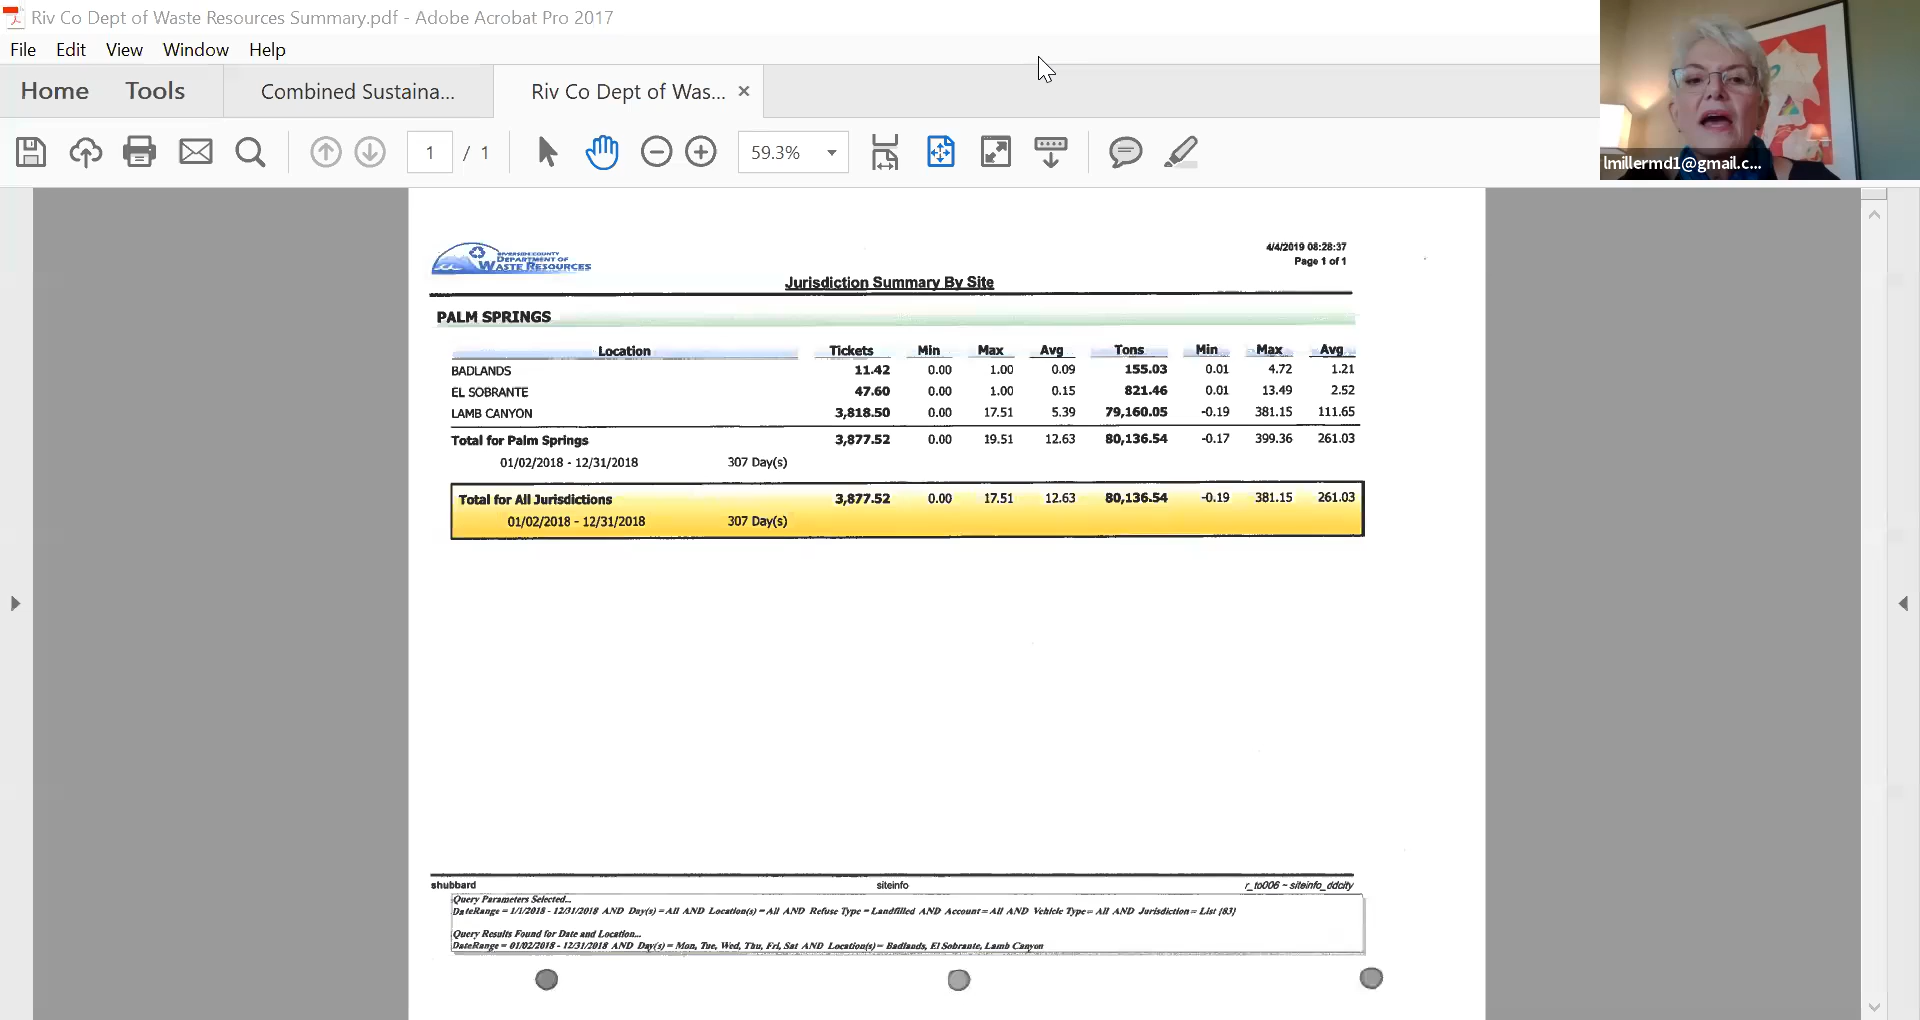 Riv Co Dept of Waste Resources Summary.pdf - Adobe Acrobat Pro 2017
File Edit View Window Help
Home Tools Combined Sustaina... Riv Co Dept of Was... ×
1 / 1 59.3%
lmillermd1@gmail.c...
RIVERSIDE COUNTY
DEPARTMENT OF
WASTE RESOURCES
4/4/2019 08:28:37
Page 1 of 1
Jurisdiction Summary By Site
PALM SPRINGS
Location Tickets Min Max Avg Tons Min Max Avg
BADLANDS 11.42 0.00 1.00 0.09 155.03 0.01 4.72 1.21
EL SOBRANTE 47.60 0.00 1.00 0.15 821.46 0.01 13.49 2.52
LAMB CANYON 3,818.50 0.00 17.51 5.39 79,160.05 -0.19 381.15 111.65
Total for Palm Springs 3,877.52 0.00 19.51 12.63 80,136.54 -0.17 399.36 261.03
01/02/2018 - 12/31/2018 307 Day(s)
Total for All Jurisdictions 3,877.52 0.00 17.51 12.63 80,136.54 -0.19 381.15 261.03
01/02/2018 - 12/31/2018 307 Day(s)
shubbard siteinfo r_to006 ~ siteinfo_ddcity
Query Parameters Selected...
DateRange = 1/1/2018 - 12/31/2018 AND Day(s) = All AND Location(s) = All AND Refuse Type = Landfilled AND Account = All AND Vehicle Type = All AND Jurisdiction = List {83}
Query Results Found for Date and Location...
DateRange = 01/02/2018 - 12/31/2018 AND Day(s) = Mon, Tue, Wed, Thu, Fri, Sat AND Location(s) = Badlands, El Sobrante, Lamb Canyon